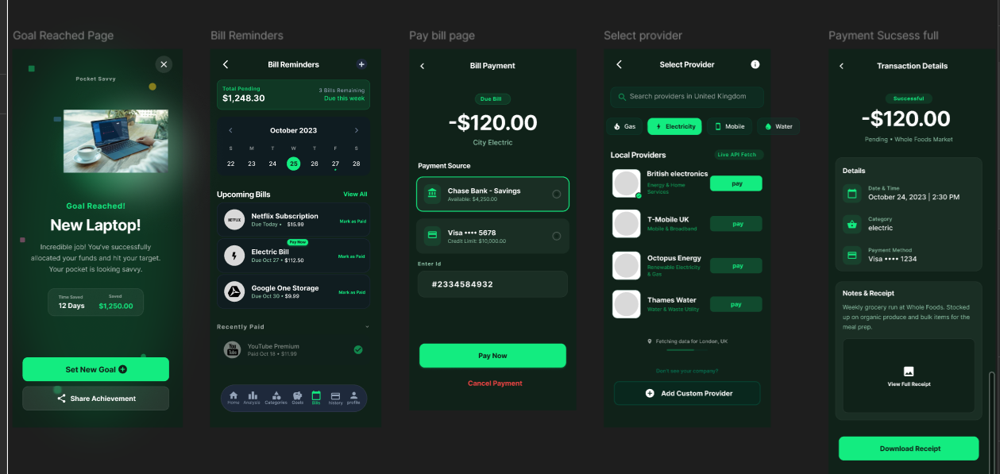 Goal Reached Page
Pocket Savvy
Goal Reached!
New Laptop!
Incredible job! You've successfully
allocated your funds and hit your target.
Your pocket is looking savvy.
Time Saved
12 Days
Saved
$1,250.00
Set New Goal
Share Achievement
Bill Reminders
Bill Reminders
Total Pending
$1,248.30
3 Bills Remaining
Due this week
October 2023
S M T W T F S
22 23 24 25 26 27 28
Upcoming Bills
View All
NETFLIX
Netflix Subscription
Due Today • $15.99
Mark as Paid
Pay Now
Electric Bill
Due Oct 27 • $112.50
Mark as Paid
Google One Storage
Due Oct 30 • $9.99
Mark as Paid
Recently Paid
You
Tube
YouTube Premium
Paid Oct 18 • $11.99
Home Analysis Categories Goals Bills history profile
Pay bill page
Bill Payment
Due Bill
-$120.00
City Electric
Payment Source
Chase Bank - Savings
Available: $4,250.00
Visa •••• 5678
Credit Limit: $10,000.00
Enter Id
#2334584932
Pay Now
Cancel Payment
Select provider
Select Provider
Search providers in United Kingdom
Gas
Electricity
Mobile
Water
Local Providers
Live API Fetch
British electronics
Energy & Home
Services
pay
T-Mobile UK
Mobile & Broadband
pay
Octopus Energy
Renewable Electricity
& Gas
pay
Thames Water
Water & Waste Utility
pay
Fetching data for London, UK
Don't see your company?
Add Custom Provider
Payment Sucsess full
Transaction Details
Successful
-$120.00
Pending • Whole Foods Market
Details
Date & Time
October 24, 2023 | 2:30 PM
Category
electric
Payment Method
Visa •••• 1234
Notes & Receipt
Weekly grocery run at Whole Foods. Stocked
up on organic produce and bulk items for the
meal prep.
View Full Receipt
Download Receipt